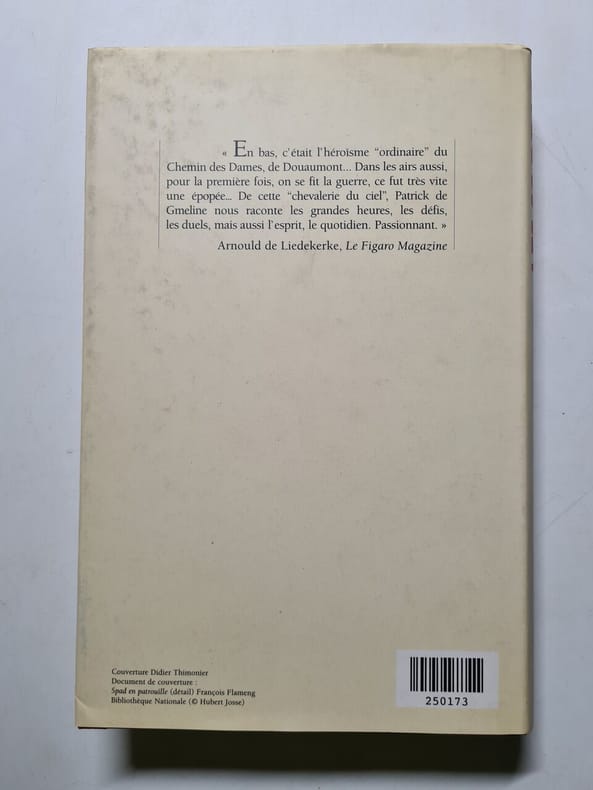 « En bas, c'était l'héroïsme “ordinaire” du
Chemin des Dames, de Douaumont... Dans les airs aussi,
pour la première fois, on se fit la guerre, ce fut très vite
une épopée... De cette “chevalerie du ciel”, Patrick de
Gmeline nous raconte les grandes heures, les défis,
les duels, mais aussi l'esprit, le quotidien. Passionnant. »
Arnould de Liedekerke, Le Figaro Magazine
Couverture Didier Thimonier
Document de couverture :
Spad en patrouille (détail) François Flameng
Bibliothèque Nationale (© Hubert Josse)
250173